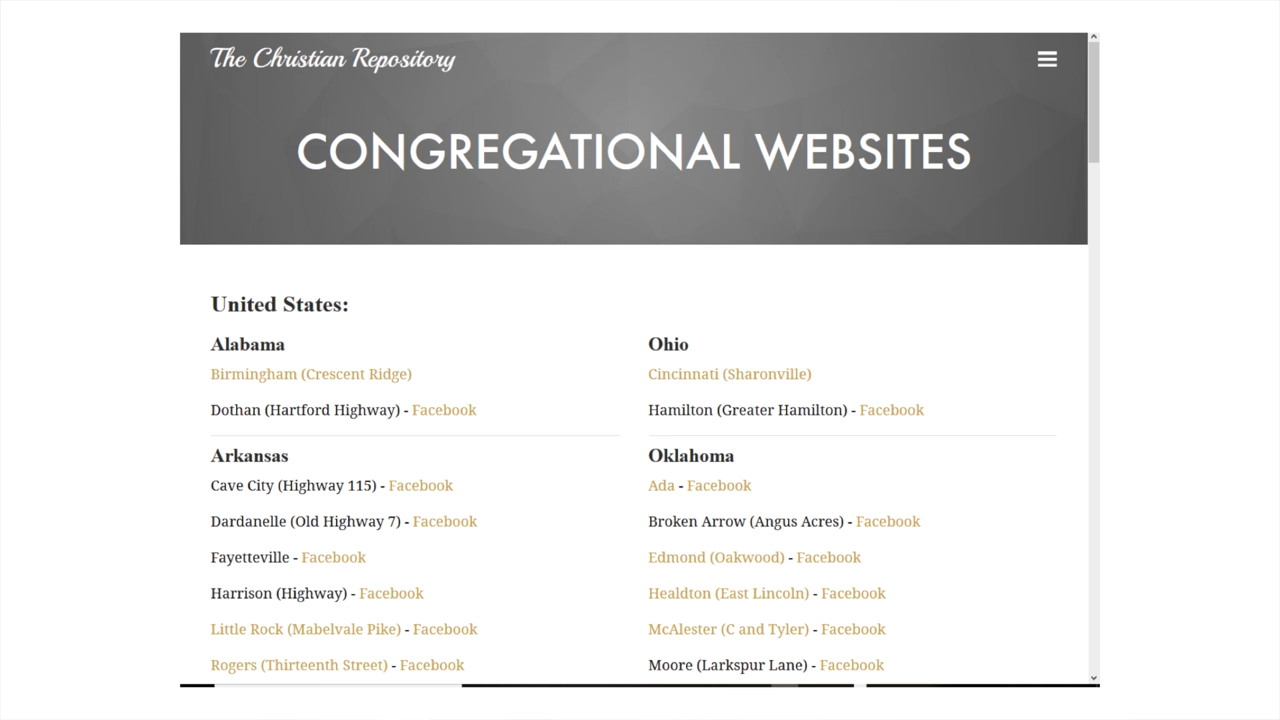 The Christian Repository
CONGREGATIONAL WEBSITES
United States:
Alabama
Birmingham (Crescent Ridge)
Dothan (Hartford Highway) - Facebook
Arkansas
Cave City (Highway 115) - Facebook
Dardanelle (Old Highway 7) - Facebook
Fayetteville - Facebook
Harrison (Highway) - Facebook
Little Rock (Mabelvale Pike) - Facebook
Rogers (Thirteenth Street) - Facebook
Ohio
Cincinnati (Sharonville)
Hamilton (Greater Hamilton) - Facebook
Oklahoma
Ada - Facebook
Broken Arrow (Angus Acres) - Facebook
Edmond (Oakwood) - Facebook
Healdton (East Lincoln) - Facebook
McAlester (C and Tyler) - Facebook
Moore (Larkspur Lane) - Facebook